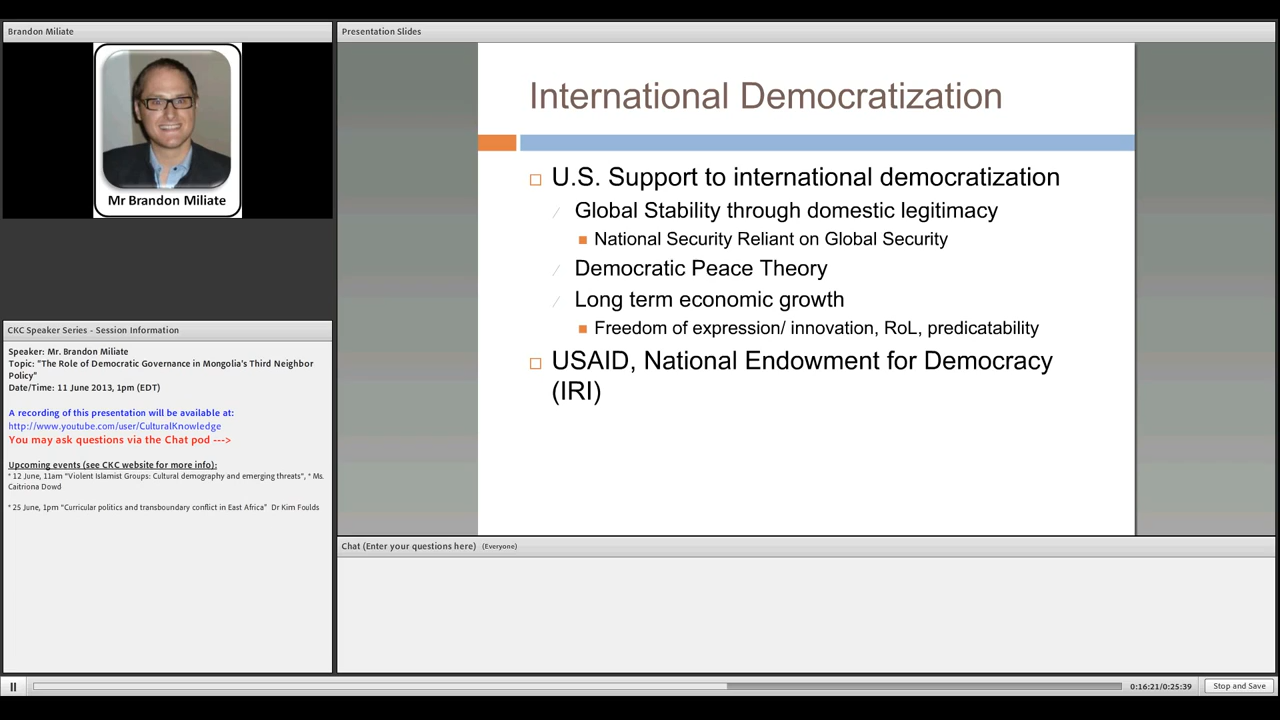 Brandon Miliate
Mr Brandon Miliate
CKC Speaker Series - Session Information
Speaker: Mr. Brandon Miliate
Topic: "The Role of Democratic Governance in Mongolia's Third Neighbor
Policy"
Date/Time: 11 June 2013, 1pm (EDT)
A recording of this presentation will be available at:
http://www.youtube.com/user/CulturalKnowledge
You may ask questions via the Chat pod --->
Upcoming events (see CKC website for more info):
* 12 June, 11am "Violent Islamist Groups: Cultural demography and emerging threats", * Ms.
Caitriona Dowd
* 25 June, 1pm "Curricular politics and transboundary conflict in East Africa" Dr Kim Foulds
Presentation Slides
International Democratization
U.S. Support to international democratization
Global Stability through domestic legitimacy
National Security Reliant on Global Security
Democratic Peace Theory
Long term economic growth
Freedom of expression/ innovation, RoL, predicatability
USAID, National Endowment for Democracy
(IRI)
Chat (Enter your questions here) (Everyone)
0:16:21/0:25:39
Stop and Save